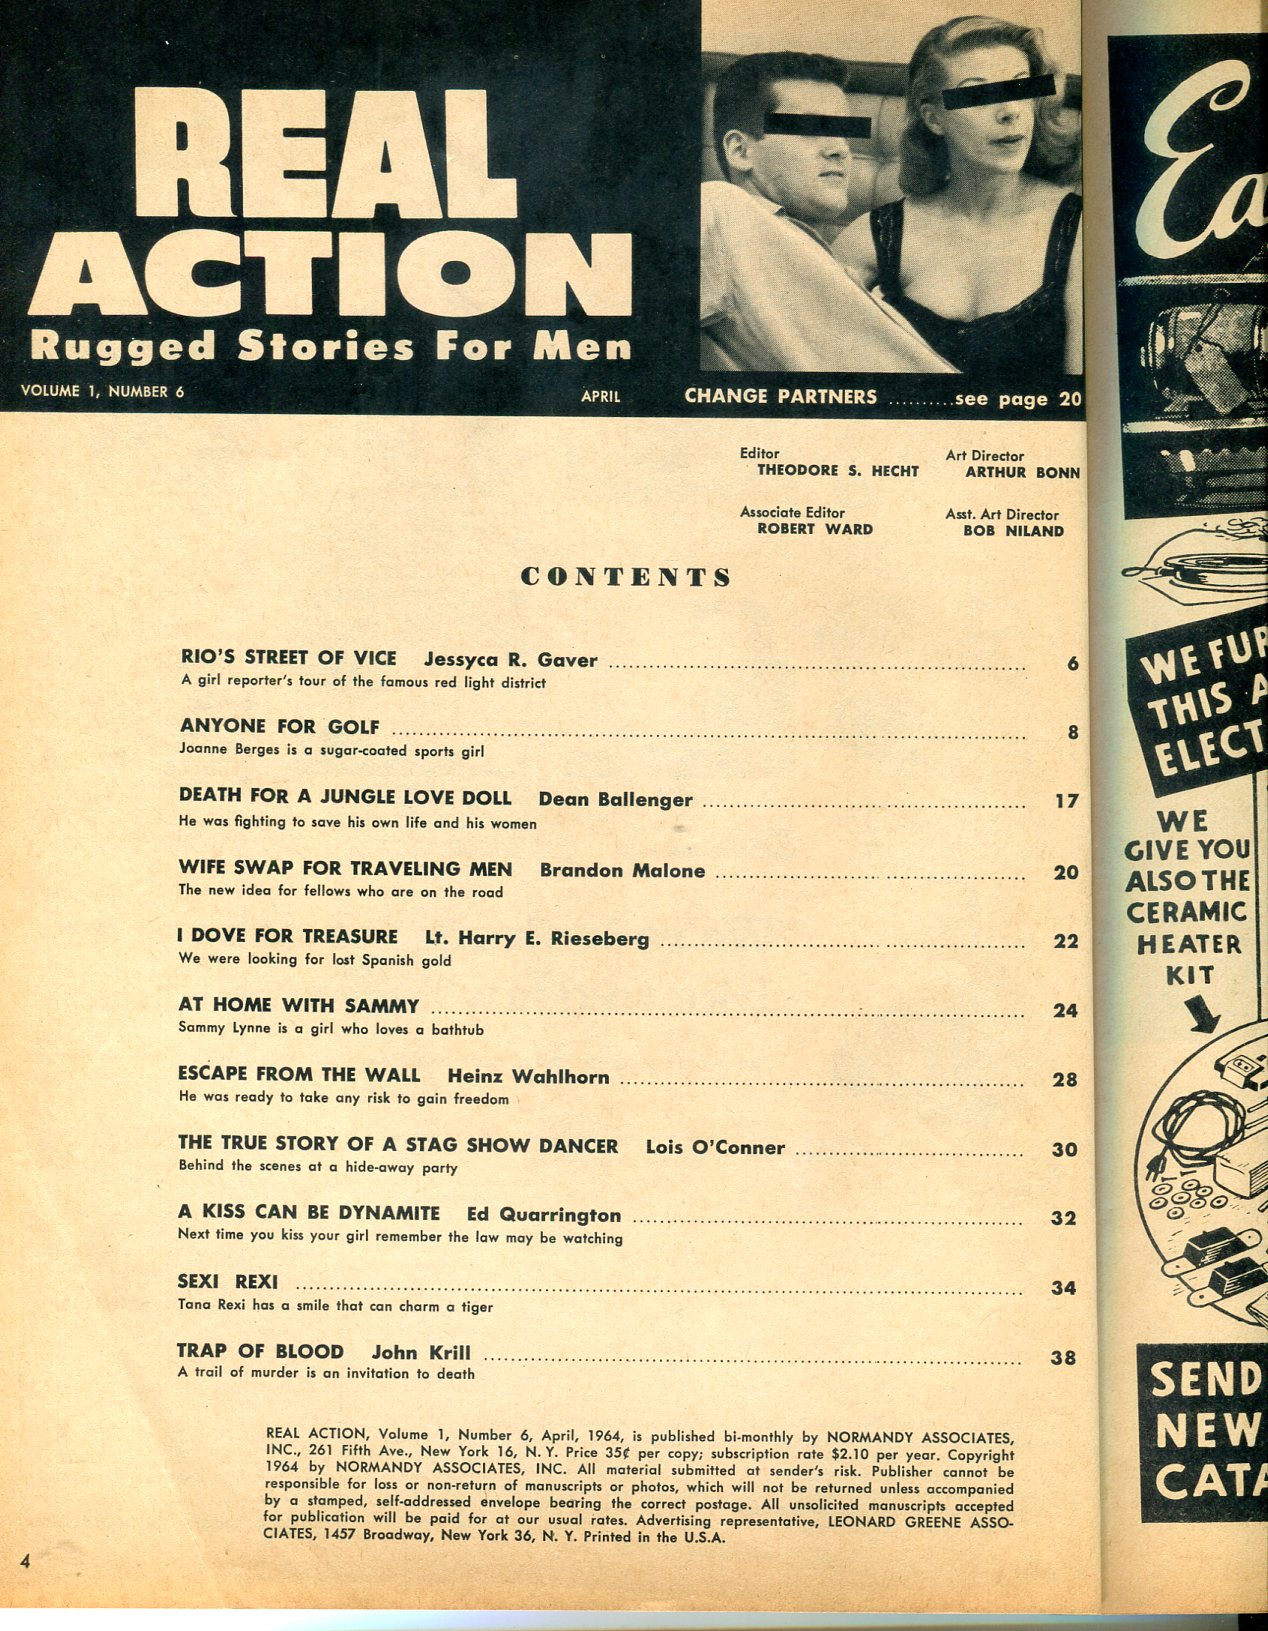 REAL
ACTION
Rugged Stories For Men
VOLUME 1, NUMBER 6
APRIL
CHANGE PARTNERS ..........see page 20
Editor
THEODORE S. HECHT
Art Director
ARTHUR BONN
Associate Editor
ROBERT WARD
Asst. Art Director
BOB NILAND
CONTENTS
RIO'S STREET OF VICE Jessyca R. Gaver 6
A girl reporter's tour of the famous red light district
ANYONE FOR GOLF 8
Joanne Berges is a sugar-coated sports girl
DEATH FOR A JUNGLE LOVE DOLL Dean Ballenger 17
He was fighting to save his own life and his women
WIFE SWAP FOR TRAVELING MEN Brandon Malone 20
The new idea for fellows who are on the road
I DOVE FOR TREASURE Lt. Harry E. Rieseberg 22
We were looking for lost Spanish gold
AT HOME WITH SAMMY 24
Sammy Lynne is a girl who loves a bathtub
ESCAPE FROM THE WALL Heinz Wahlhorn 28
He was ready to take any risk to gain freedom
THE TRUE STORY OF A STAG SHOW DANCER Lois O'Conner 30
Behind the scenes at a hide-away party
A KISS CAN BE DYNAMITE Ed Quarrington 32
Next time you kiss your girl remember the law may be watching
SEXI REXI 34
Tana Rexi has a smile that can charm a tiger
TRAP OF BLOOD John Krill 38
A trail of murder is an invitation to death
REAL ACTION, Volume 1, Number 6, April, 1964, is published bi-monthly by NORMANDY ASSOCIATES,
INC., 261 Fifth Ave., New York 16, N. Y. Price 35¢ per copy; subscription rate $2.10 per year. Copyright
1964 by NORMANDY ASSOCIATES, INC. All material submitted at sender's risk. Publisher cannot be
responsible for loss or non-return of manuscripts or photos, which will not be returned unless accompanied
by a stamped, self-addressed envelope bearing the correct postage. All unsolicited manuscripts accepted
for publication will be paid for at our usual rates. Advertising representative, LEONARD GREENE ASSO-
CIATES, 1457 Broadway, New York 36, N. Y. Printed in the U.S.A.
4
WE
THIS
WE
GIVE YOU
ALSO THE
CERAMIC
HEATER
KIT
SEND
NEW